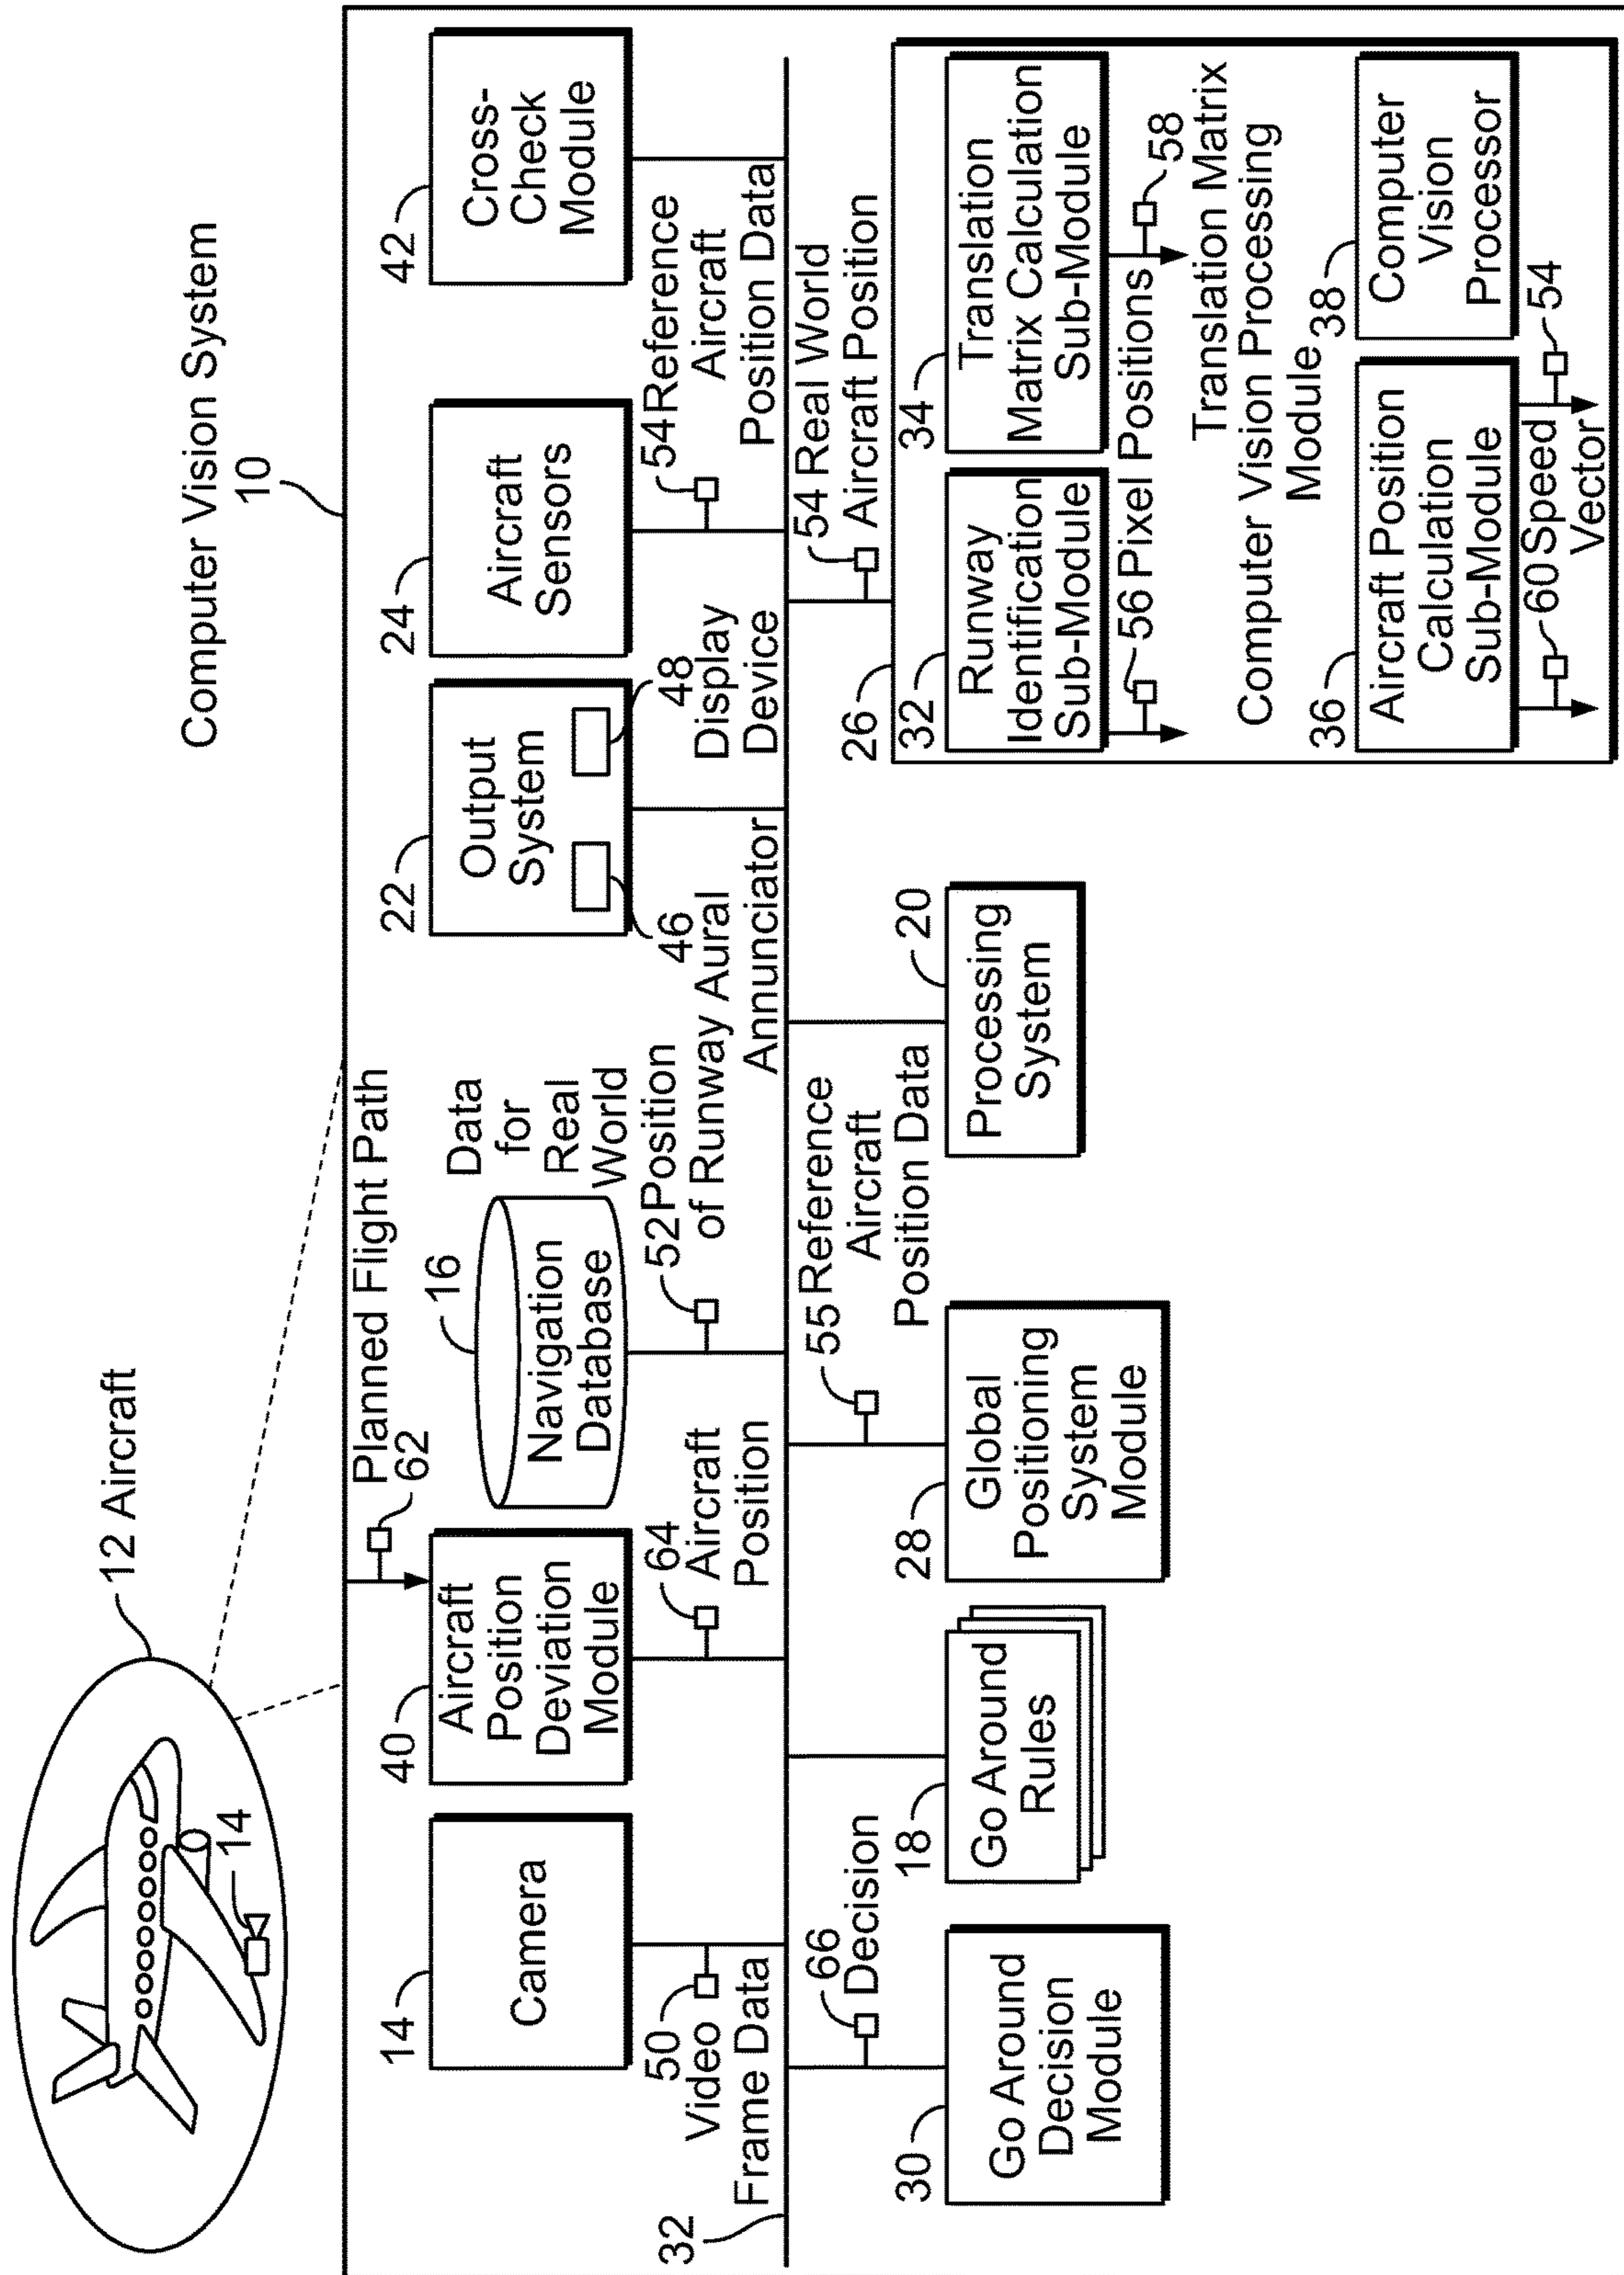 12 Aircraft
14
Computer Vision System
10
Planned Flight Path
62
14
Camera
40
Aircraft
Position
Deviation
Module
16
Navigation
Database
Data
for
Real
World
52 Position
of Runway
22
Output
System
46
Aural
Annunciator
48
Display
Device
24
Aircraft
Sensors
42
Cross-
Check
Module
50
Video
Frame Data
64
Aircraft
Position
54 Reference
Aircraft
Position Data
32
66
Decision
30
Go Around
Decision
Module
18
Go Around
Rules
55 Reference
Aircraft
Position Data
28
Global
Positioning
System
Module
20
Processing
System
54 Real World
Aircraft Position
26
32
Runway
Identification
Sub-Module
56 Pixel Positions
34
Translation
Matrix Calculation
Sub-Module
58
Translation Matrix
Computer Vision Processing
Module
36
Aircraft Position
Calculation
Sub-Module
60 Speed
Vector
54
38
Computer
Vision
Processor